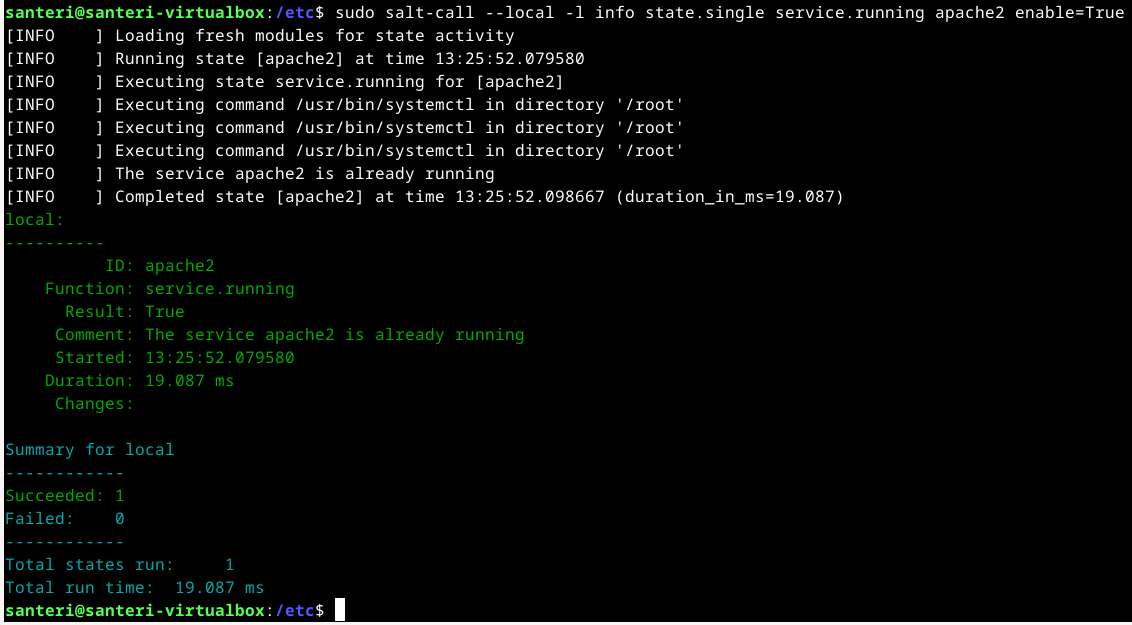 santeri@santeri-virtualbox:/etc$ sudo salt-call --local -l info state.single service.running apache2 enable=True
[INFO    ] Loading fresh modules for state activity
[INFO    ] Running state [apache2] at time 13:25:52.079580
[INFO    ] Executing state service.running for [apache2]
[INFO    ] Executing command /usr/bin/systemctl in directory '/root'
[INFO    ] Executing command /usr/bin/systemctl in directory '/root'
[INFO    ] Executing command /usr/bin/systemctl in directory '/root'
[INFO    ] The service apache2 is already running
[INFO    ] Completed state [apache2] at time 13:25:52.098667 (duration_in_ms=19.087)
local:
----------
          ID: apache2
    Function: service.running
      Result: True
     Comment: The service apache2 is already running
     Started: 13:25:52.079580
    Duration: 19.087 ms
     Changes:

Summary for local
------------
Succeeded: 1
Failed:    0
------------
Total states run:     1
Total run time:  19.087 ms
santeri@santeri-virtualbox:/etc$